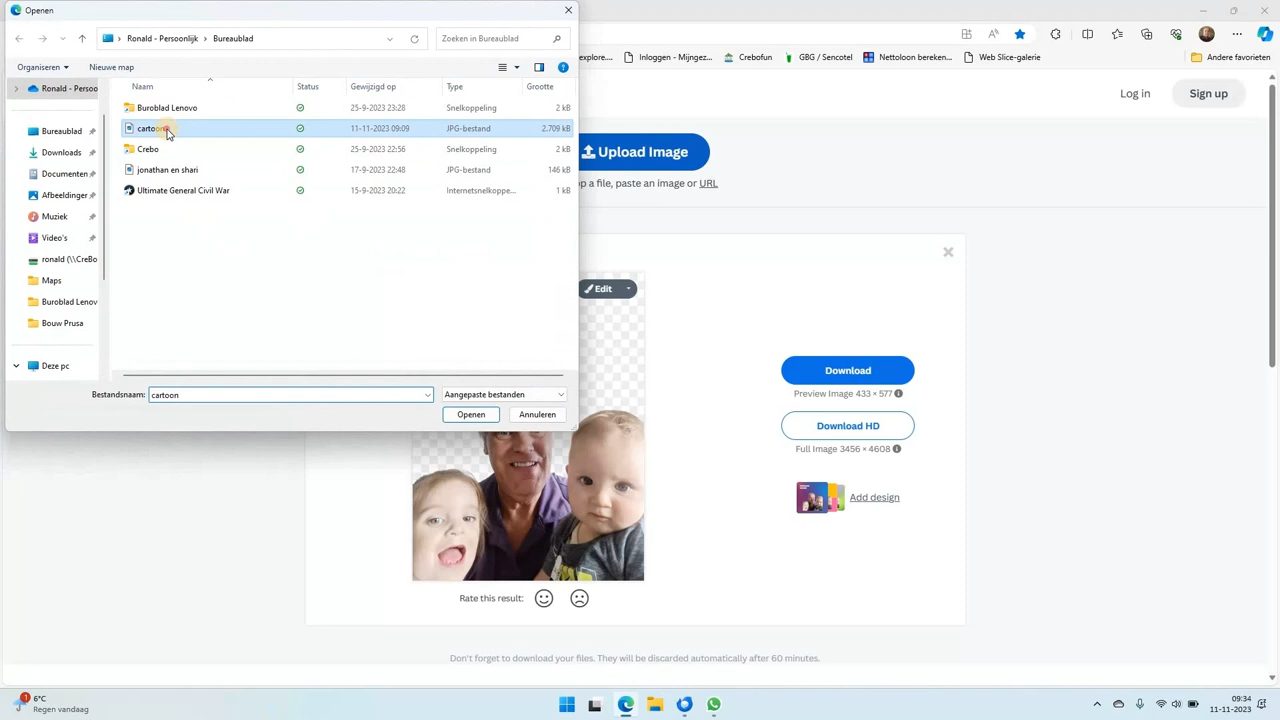 Openen
Ronald - Persoonlijk
Bureaublad
Zoeken in Bureaublad
Organiseren
Nieuwe map
Naam
Status
Gewijzigd op
Type
Grootte
Ronald - Persoo
Bureaublad
Downloads
Documenten
Afbeeldinger
Muziek
Video's
ronald (\\CreBo
Maps
Buroblad Lenov
Bouw Prusa
Deze pc
Buroblad Lenovo
25-9-2023 23:28
Snelkoppeling
2 kB
cartoon
11-11-2023 09:09
JPG-bestand
2.709 kB
Crebo
25-9-2023 22:56
Snelkoppeling
2 kB
jonathan en shari
17-9-2023 22:48
JPG-bestand
146 kB
Ultimate General Civil War
15-9-2023 20:22
Internetsnelkoppe...
1 kB
Bestandsnaam:
cartoon
Aangepaste bestanden
Openen
Annuleren
explore....
Inloggen - Mijngez...
Crebofun
GBG / Sencotel
Nettoloon bereken...
Web Slice-galerie
Andere favorieten
Log in
Sign up
Upload Image
p a file, paste an image or URL
Edit
Download
Preview Image 433 × 577
Download HD
Full Image 3456 × 4608
Add design
Rate this result:
Don't forget to download your files. They will be discarded automatically after 60 minutes.
1
6°C
Regen vandaag
09:34
11-11-2023